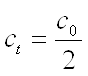 c_t = c_0 / 2